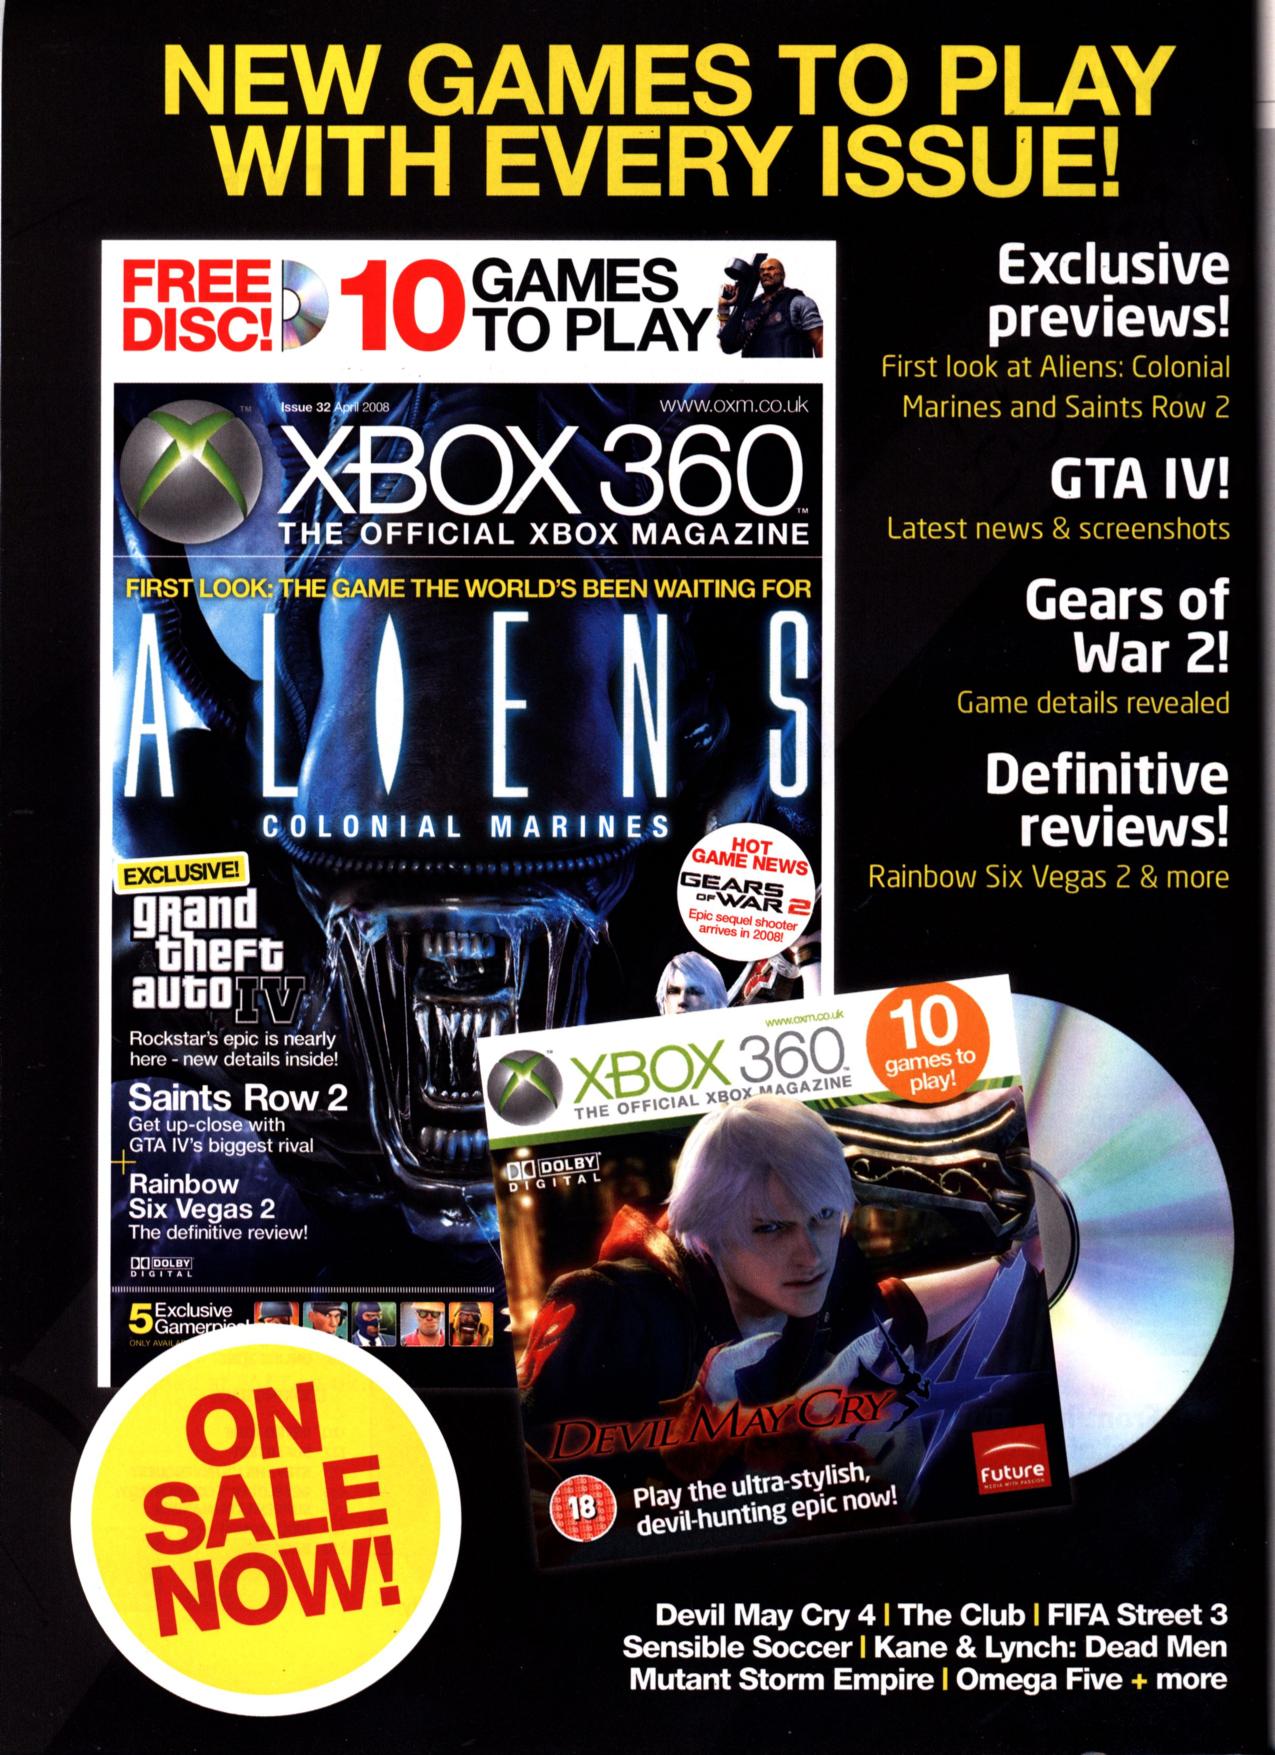 NEW GAMES TO PLAY
WITH EVERY ISSUE!
FREE
DISC!
10
GAMES
TO PLAY
Issue 32 April 2008
www.oxm.co.uk
XBOX 360
THE OFFICIAL XBOX MAGAZINE
FIRST LOOK: THE GAME THE WORLD'S BEEN WAITING FOR
ALIENS
COLONIAL MARINES
HOT
GAME NEWS
GEARS
OF WAR 2
Epic sequel shooter
arrives in 2008!
EXCLUSIVE!
grand
theft
auto IV
Rockstar's epic is nearly
here - new details inside!
Saints Row 2
Get up-close with
GTA IV's biggest rival
Rainbow
Six Vegas 2
The definitive review!
DOLBY
DIGITAL
5 Exclusive
ONLY
Exclusive
previews!
First look at Aliens: Colonial
Marines and Saints Row 2
GTA IV!
Latest news & screenshots
Gears of
War 2!
Game details revealed
Definitive
reviews!
Rainbow Six Vegas 2 & more
www.oxm.co.uk
XBOX 360
THE OFFICIAL XBOX MAGAZINE
10
games to
play!
DOLBY
DIGITAL
DEVIL MAY CRY 4
18
Play the ultra-stylish,
devil-hunting epic now!
Future
MEDIA WITH PASSION
ON
SALE
NOW!
Devil May Cry 4 | The Club | FIFA Street 3
Sensible Soccer | Kane & Lynch: Dead Men
Mutant Storm Empire | Omega Five + more